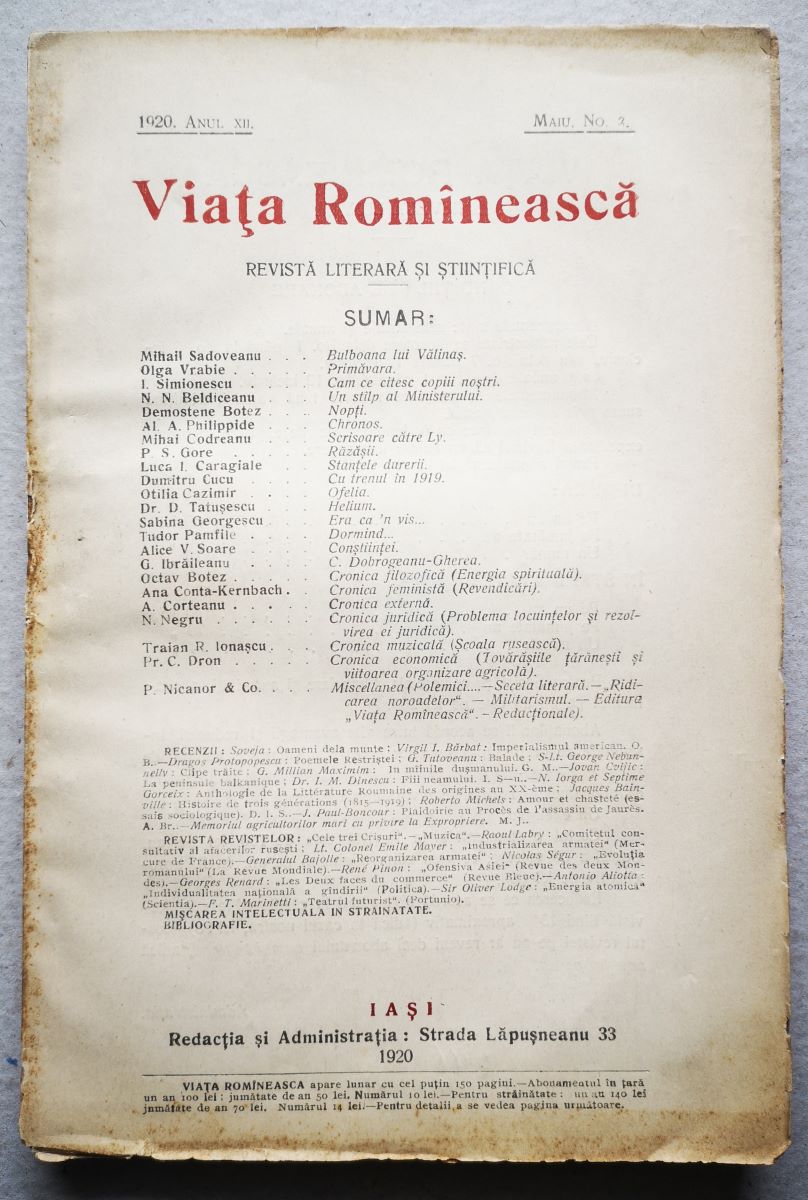 1920. Anul XII.
Maiu. No.
Viaţa Romînească
REVISTĂ LITERARĂ ŞI ŞTIINŢIFICĂ
SUMAR:
Mihail Sadoveanu . . . Bulboana lui Vălinaş.
Olga Vrabie . . . . . Primăvara.
I. Simionescu . . . . Cam ce citesc copiii noştri.
N. N. Beldiceanu . . . Un stîlp al Ministerului.
Demostene Botez . . . Nopţi.
Al. A. Philippide . . . Chronos.
Mihai Codreanu . . . Scrisoare către Ly.
P. S. Gore . . . . . Răzăşii.
Luca I. Caragiale . . Stanţele durerii.
Dumitru Cucu . . . . Cu trenul în 1919.
Otilia Cazimir . . . . Ofelia.
Dr. D. Tatuşescu . . . Helium.
Sabina Georgescu . . . Era ca 'n vis...
Tudor Pamfile . . . . Dormind...
Alice V. Soare . . . . Conştiinţei.
G. Ibrăileanu . . . . C. Dobrogeanu-Gherea.
Octav Botez . . . . . Cronica filozofică (Energia spirituală).
Ana Conta-Kernbach . . Cronica feministă (Revendicări).
A. Corteanu . . . . . Cronica externă.
N. Negru . . . . . . Cronica juridică (Problema locuinţelor şi rezol-
virea ei juridică).
Traian R. Ionaşcu . . . Cronica muzicală (Şcoala rusească).
Pr. C. Dron . . . . . Cronica economică (Tovărăşiile ţărăneşti şi
viitoarea organizare agricolă).
P. Nicanor & Co. . . . Miscellanea (Polemici....—Seceta literară.—„Ridi-
carea noroadelor“. — Militarismul. — Editura
„Viaţa Romînească“. – Redacţionale).
RECENZII : Soveja : Oameni dela munte ; Virgil I. Bărbat : Imperialismul american. O.
B..—Dragoş Protopopescu : Poemele Restriştei ; G. Tutoveanu : Balade ; S-Lt. George Nebun-
nelly : Clipe trăite ; G. Millian Maximim : In mîinile duşmanului. G. M..—Jovan Cvijic :
La peninsule balkanique ; Dr. I. M. Dinescu : Fiii neamului. I. S—u..—N. Iorga et Septime
Gorceix : Anthologie de la Littérature Roumaine des origines au XX-ème ; Jacques Bain-
ville : Histoire de trois générations (1815—1919) ; Roberto Michels : Amour et chasteté (es-
sais sociologique). D. I. S..—J. Paul-Boncour : Plaidoirie au Procès de l'assassiu de Jaurès.
A. Br..—Memoriul agricultorilor mari cu privire la Expropriere. M. J..
REVISTA REVISTELOR : „Cele trei Crisuri“.—„Muzica“.—Raoul Labry : „Comitetul con-
sultativ al afacerilor ruseşti ; Lt. Colonel Emile Mayer : „Industrializarea armatei“ (Mer-
cure de France).—Generalul Bajolle : „Reorganizarea armatei“ ; Nicolas Ségur : „Evoluţia
romanului“ (La Revue Mondiale).—René Pinon : „Ofensiva Asiei“ (Revue des deux Mon-
des).—Georges Renard : „Les Deux faces du commerce“ (Revue Bleue).—Antonio Aliotta :
„Individualitatea naţională a gîndirii“ (Politica).—Sir Oliver Lodge : „Energia atomică“
(Scientia).—F. T. Marinetti : „Teatrul futurist“. (Portunio).
MIŞCAREA INTELECTUALA IN STRAINATATE.
BIBLIOGRAFIE.
IAŞI
Redacţia şi Administraţia : Strada Lăpuşneanu 33
1920
VIAŢA ROMÎNEASCA apare lunar cu cel puţin 150 pagini.—Abonamentul în ţară
un an 100 lei ; jumătate de an 50 lei. Numărul 10 lei.—Pentru străinătate : un an 140 lei
jumătate de an 70 lei. Numărul 14 lei.—Pentru detalii a se vedea pagina următoare.